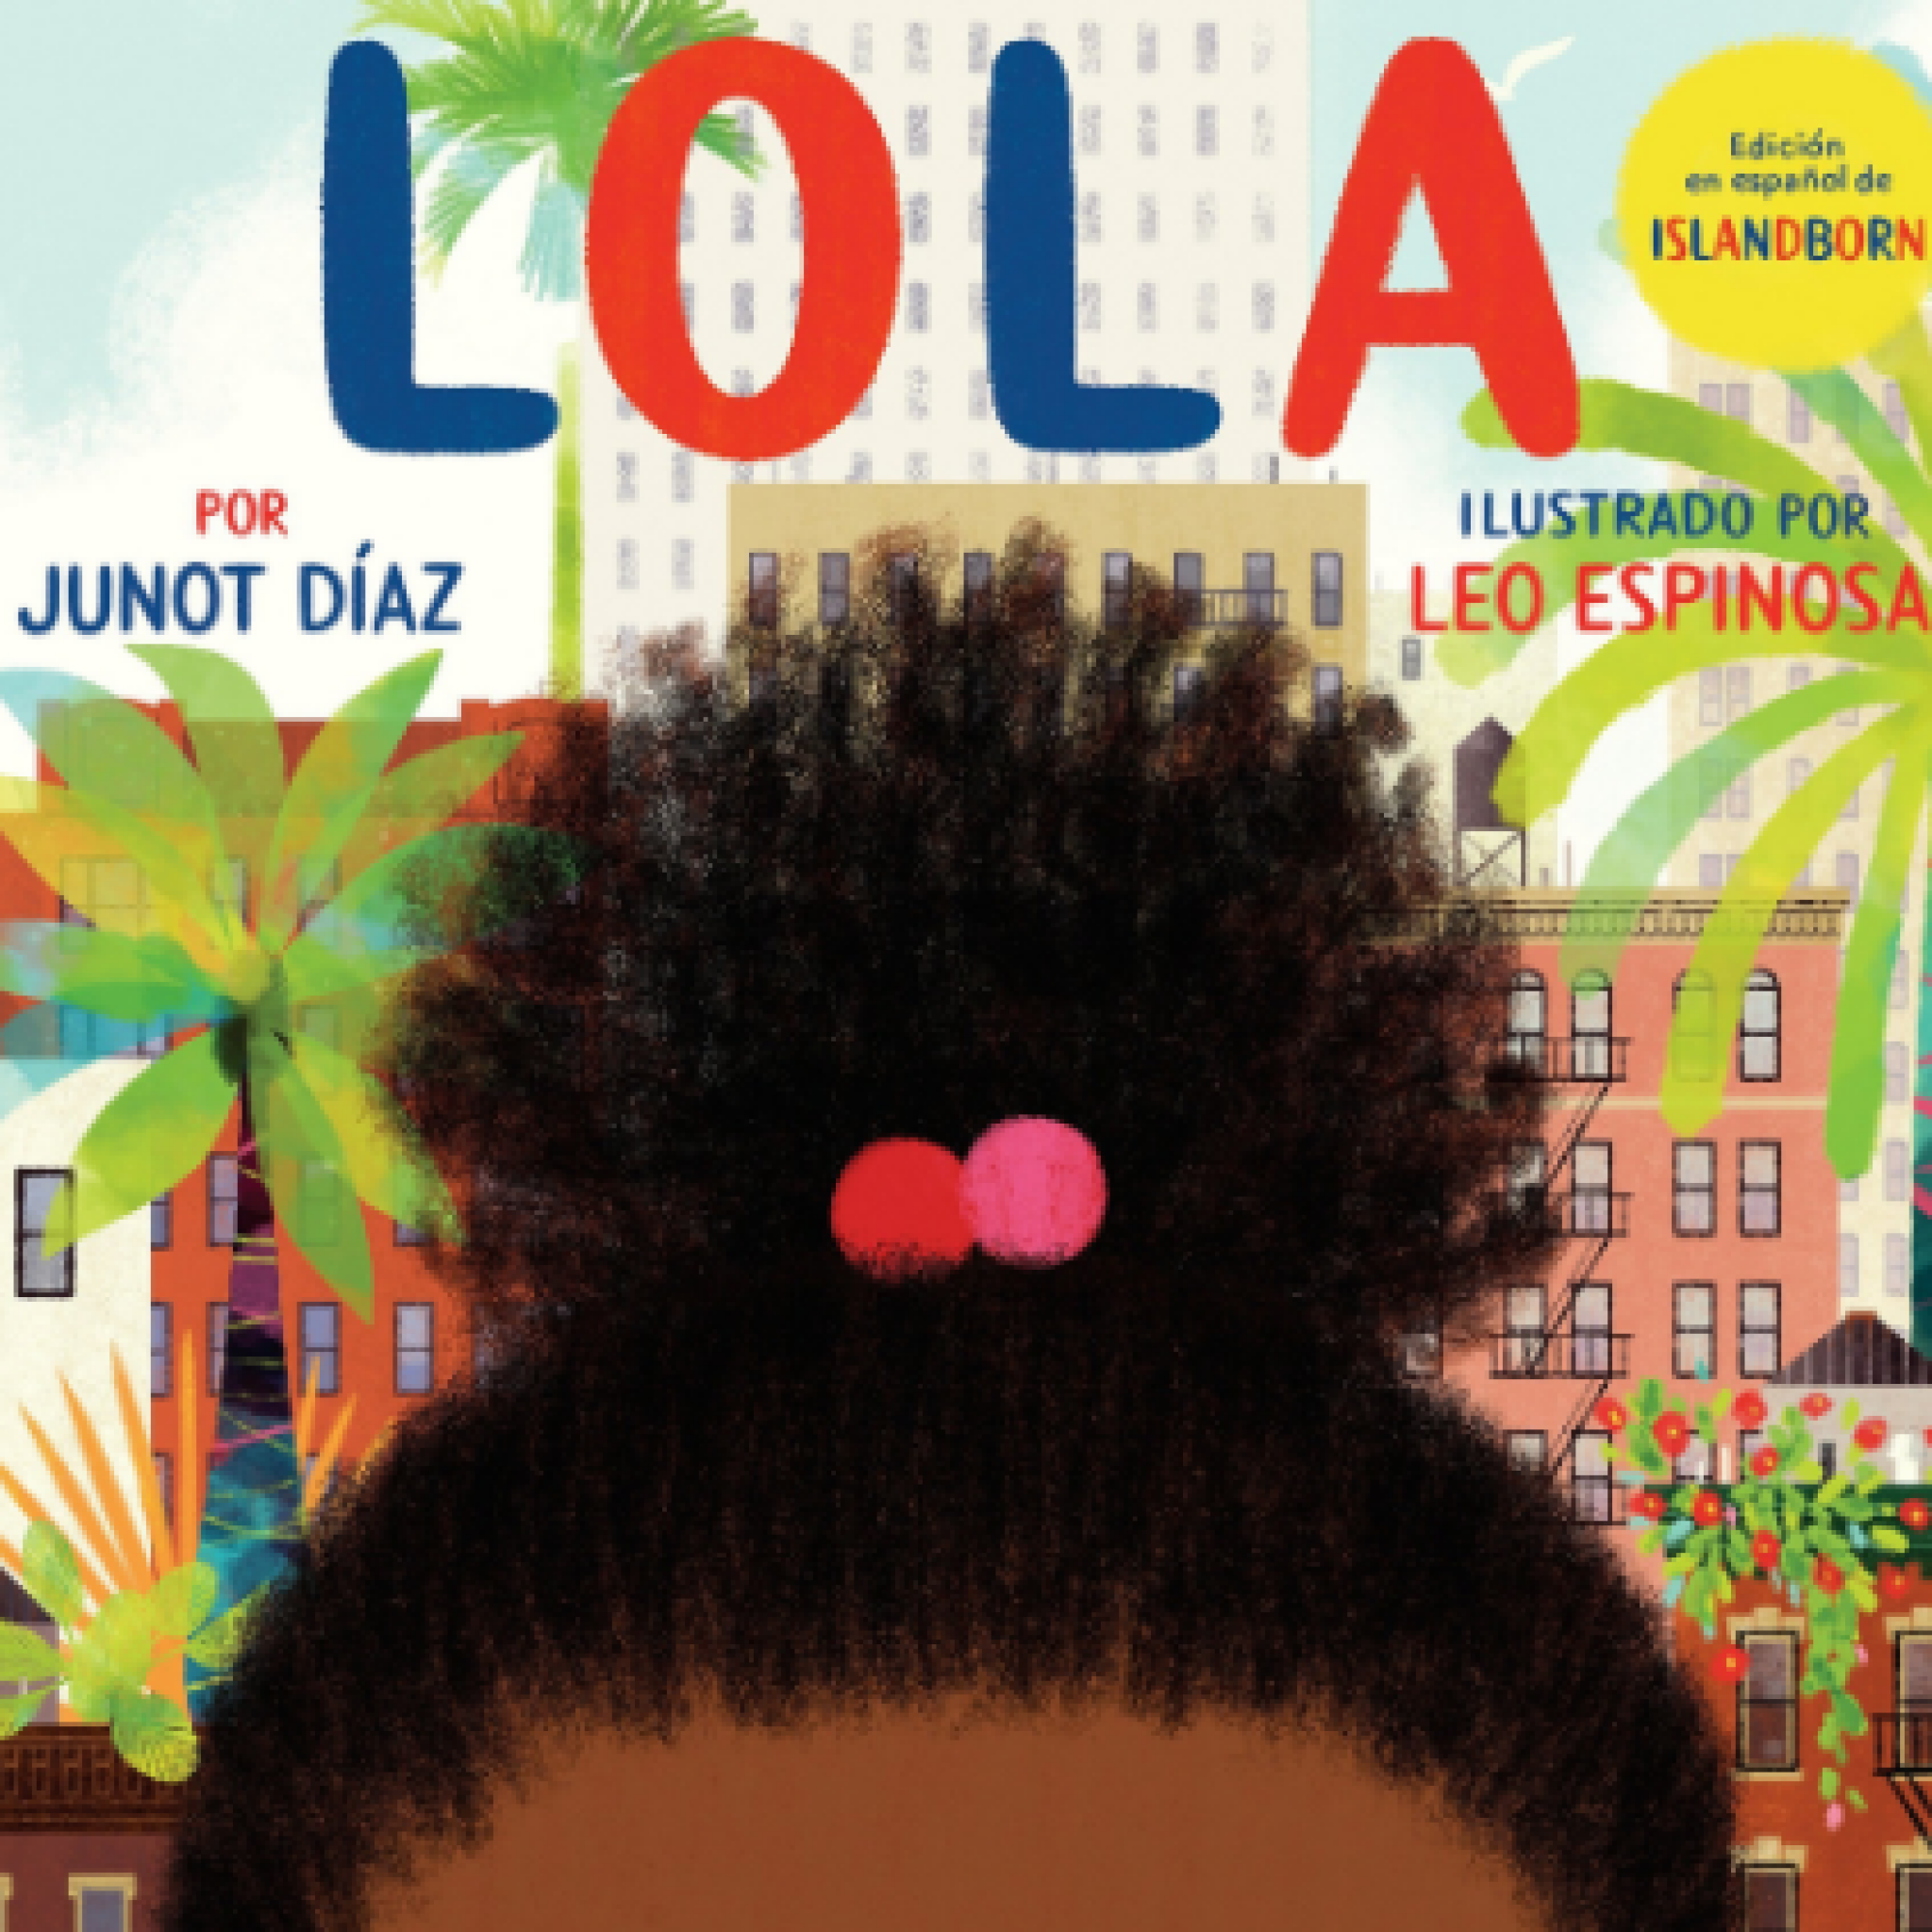 LOLA
Edición
en español de
ISLANDBORN
POR
JUNOT DÍAZ
ILUSTRADO POR
LEO ESPINOSA